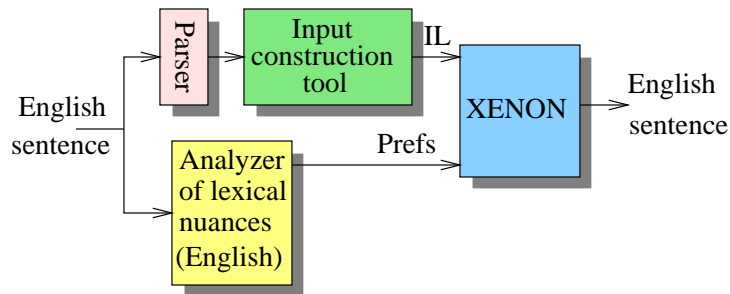 English
sentence
Parser
Input
construction
tool
IL
Analyzer
of lexical
nuances
(English)
Prefs
XENON
English
sentence